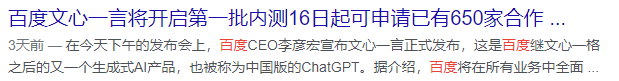 百度文心一言将开启第一批内测16日起可申请已有650家合作 ...
3天前 — 在今天下午的发布会上，百度CEO李彦宏宣布文心一言正式发布，这是百度继文心一格
之后的又一个生成式AI产品，也被称为中国版的ChatGPT。据介绍，百度将在所有业务中全面 ...